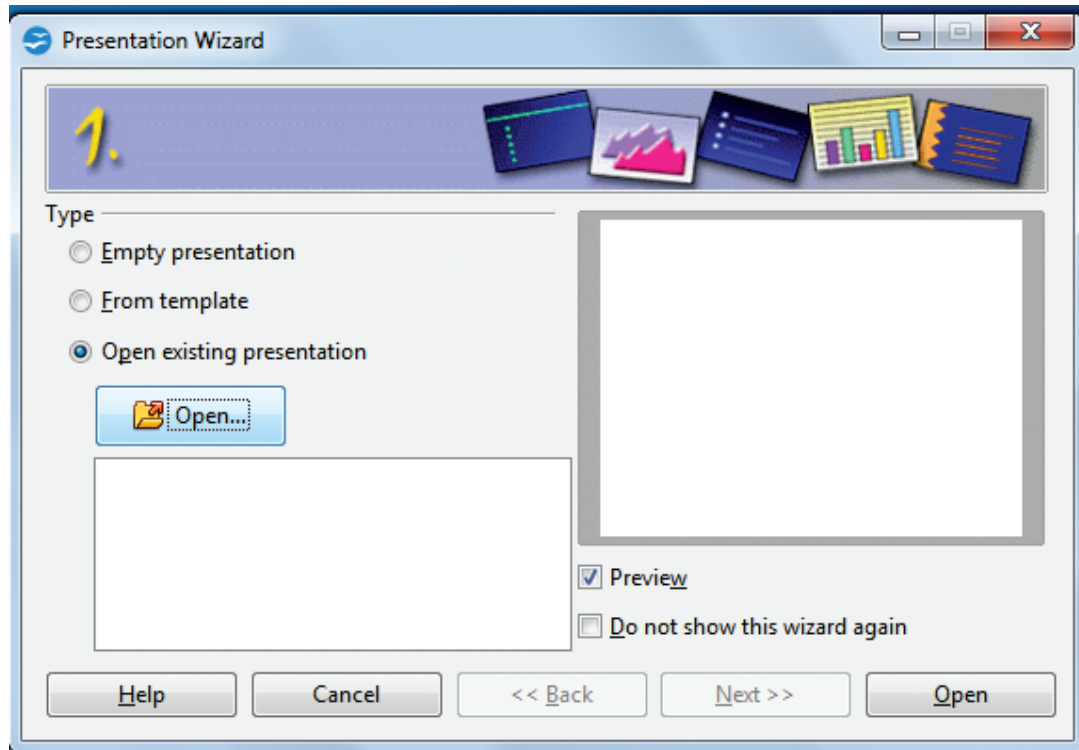 Presentation Wizard
1.
Type
Empty presentation
From template
Open existing presentation
Open...
Preview
Do not show this wizard again
Help
Cancel
<< Back
Next >>
Open